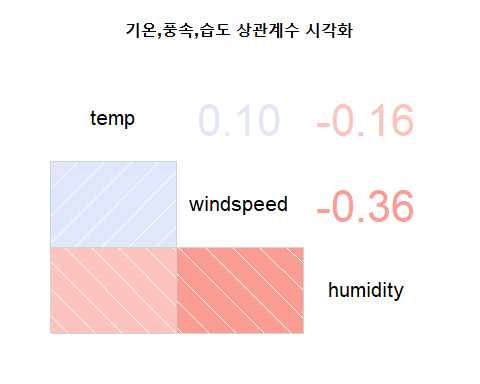 기온,풍속,습도 상관계수 시각화
temp 0.10 -0.16
windspeed -0.36
humidity